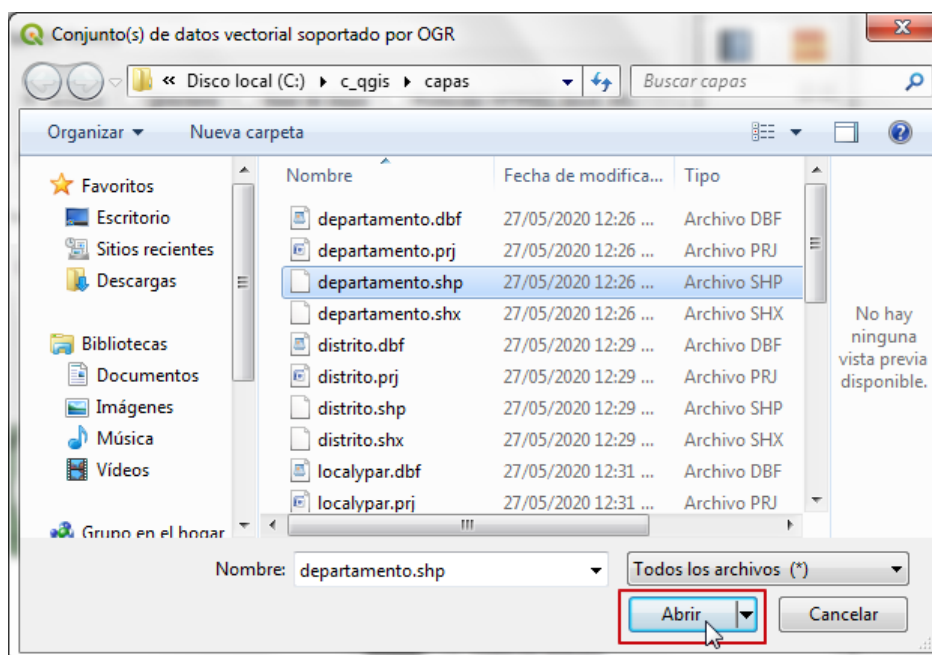 Conjunto(s) de datos vectorial soportado por OGR
« Disco local (C:) ▸ c_qgis ▸ capas
Buscar capas
Organizar Nueva carpeta
Favoritos
Escritorio
Sitios recientes
Descargas
Bibliotecas
Documentos
Imágenes
Música
Vídeos
Grupo en el hogar
Nombre Fecha de modifica... Tipo
departamento.dbf 27/05/2020 12:26 ... Archivo DBF
departamento.prj 27/05/2020 12:26 ... Archivo PRJ
departamento.shp 27/05/2020 12:26 ... Archivo SHP
departamento.shx 27/05/2020 12:26 ... Archivo SHX
distrito.dbf 27/05/2020 12:29 ... Archivo DBF
distrito.prj 27/05/2020 12:29 ... Archivo PRJ
distrito.shp 27/05/2020 12:29 ... Archivo SHP
distrito.shx 27/05/2020 12:29 ... Archivo SHX
localypar.dbf 27/05/2020 12:31 ... Archivo DBF
localypar.prj 27/05/2020 12:31 ... Archivo PRJ
No hay
ninguna
vista previa
disponible.
Nombre: departamento.shp
Todos los archivos (*)
Abrir Cancelar